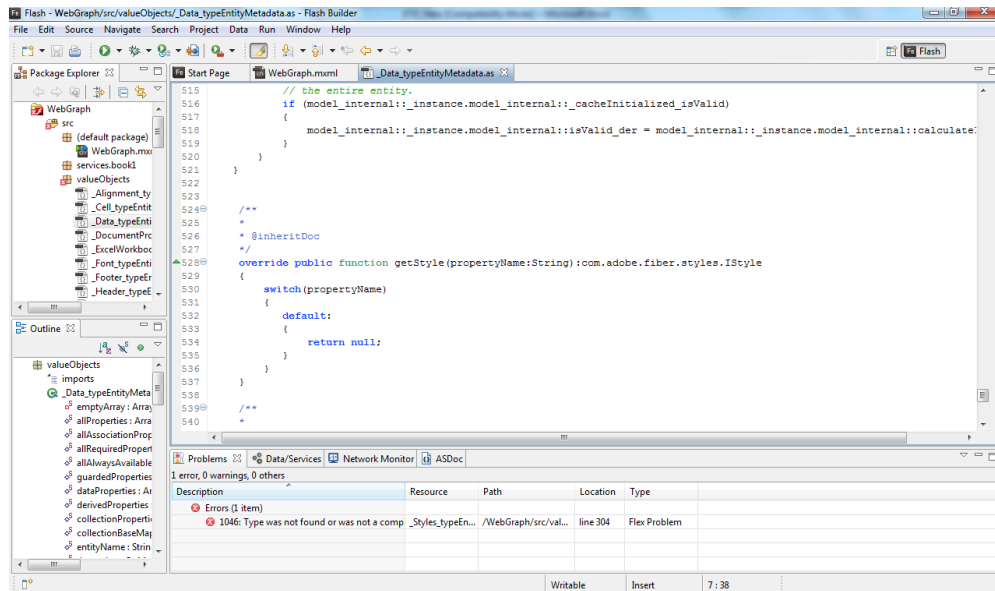 Flash - WebGraph/src/valueObjects/_Data_typeEntityMetadata.as - Flash Builder
File Edit Source Navigate Search Project Data Run Window Help
Flash
Package Explorer
WebGraph
src
(default package)
WebGraph.mxm
services.book1
valueObjects
_Alignment_ty
_Cell_typeEntit
_Data_typeEnti
_DocumentPrc
_ExcelWorkboc
_Font_typeEnti
_Footer_typeEr
_Header_typeE
Outline
valueObjects
imports
_Data_typeEntityMeta
emptyArray : Array
allProperties : Arra
allAssociationProp
allRequiredPropert
allAlwaysAvailable
guardedProperties
dataProperties : Ar
derivedProperties :
collectionProperti
collectionBaseMap
entityName : Strin
Start Page WebGraph.mxml _Data_typeEntityMetadata.as
515 // the entire entity.
516 if (model_internal::_instance.model_internal::_cacheInitialized_isValid)
517 {
518 model_internal::_instance.model_internal::isValid_der = model_internal::_instance.model_internal::calculateI
519 }
520 }
521 }
522
523
524 /**
525 *
526 * @inheritDoc
527 */
528 override public function getStyle(propertyName:String):com.adobe.fiber.styles.IStyle
529 {
530 switch(propertyName)
531 {
532 default:
533 {
534 return null;
535 }
536 }
537 }
538
539 /**
540 *
Problems Data/Services Network Monitor ASDoc
1 error, 0 warnings, 0 others
Description Resource Path Location Type
Errors (1 item)
1046: Type was not found or was not a comp _Styles_typeEn... /WebGraph/src/val... line 304 Flex Problem
Writable Insert 7 : 38